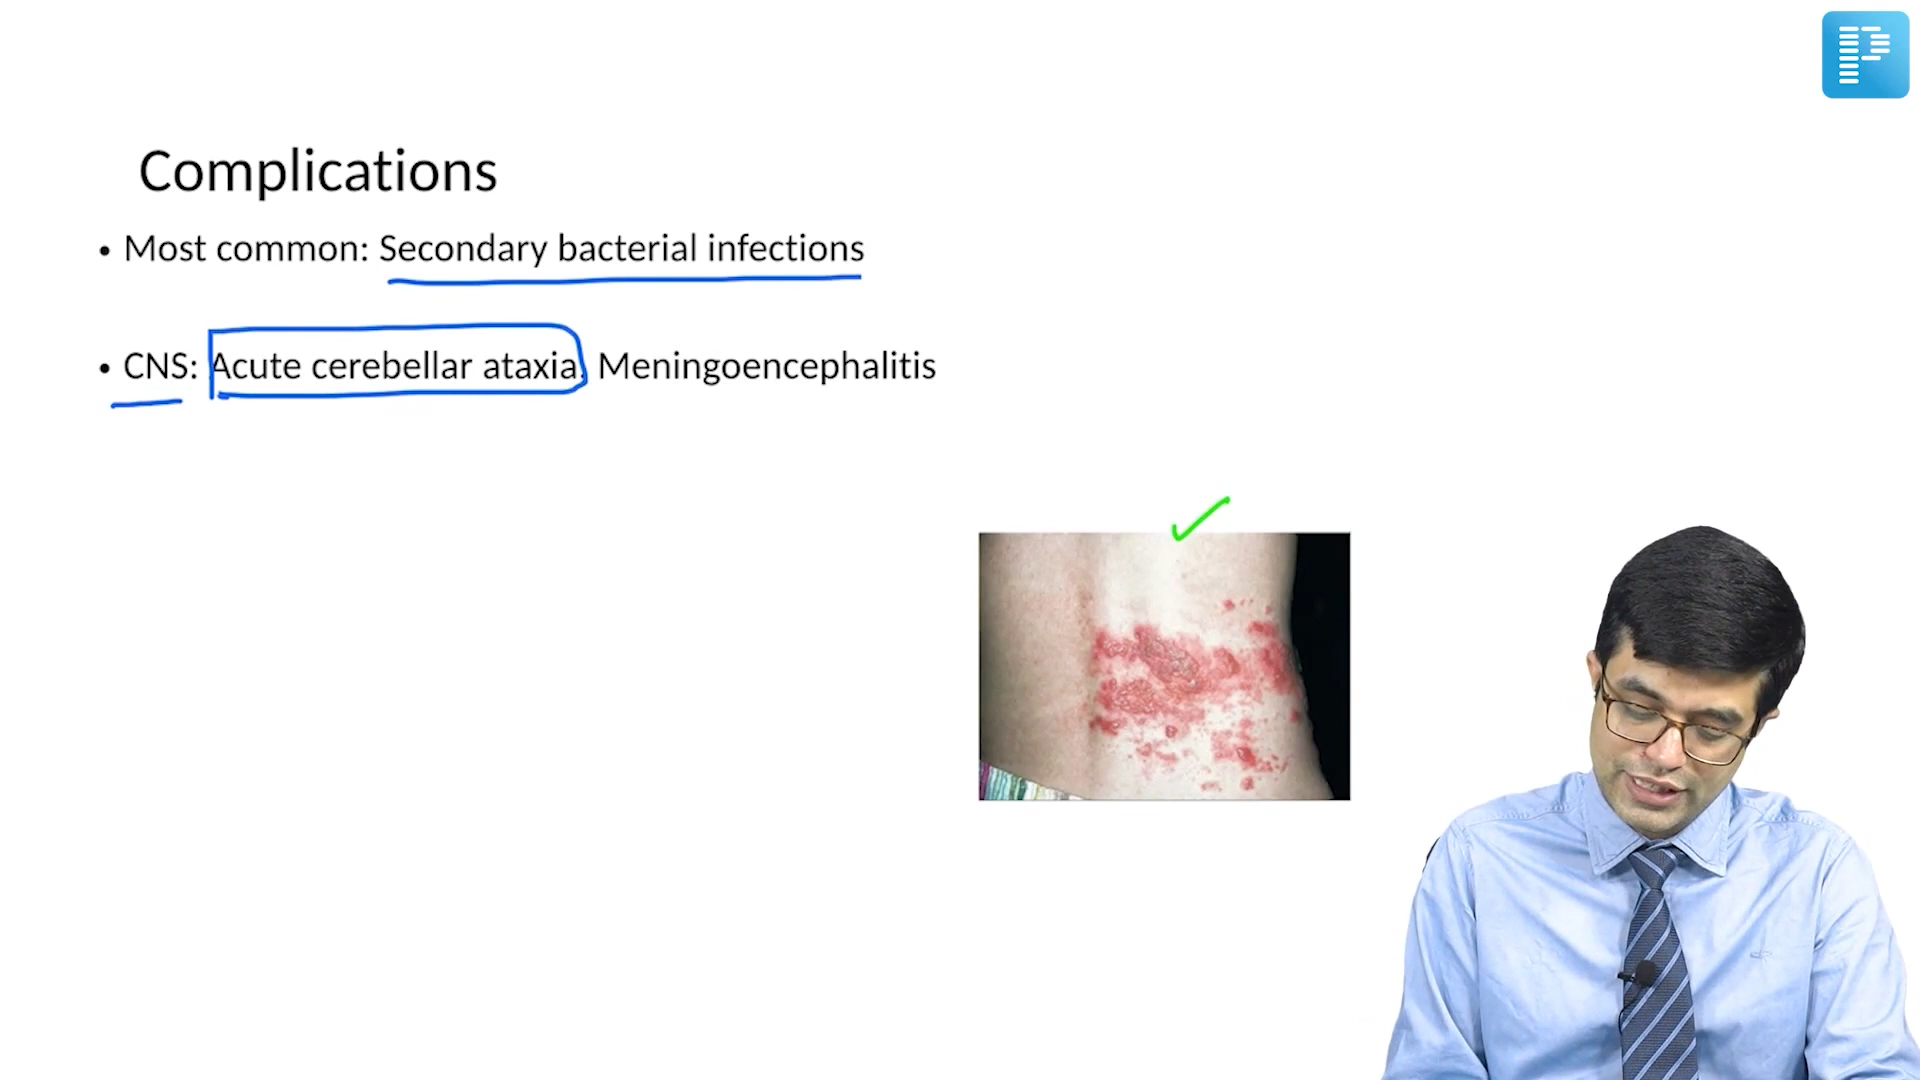 Complications
• Most common: Secondary bacterial infections
• CNS: Acute cerebellar ataxia, Meningoencephalitis